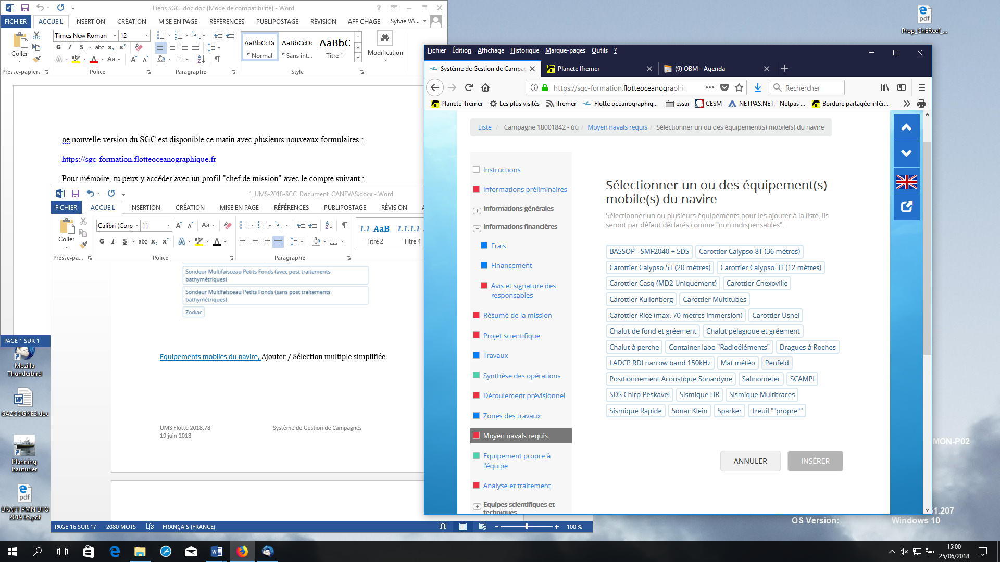 Liens SGC .doc.doc [Mode de compatibilité] - Word
FICHIER ACCUEIL INSERTION CRÉATION MISE EN PAGE RÉFÉRENCES PUBLIPOSTAGE RÉVISION AFFICHAGE Sylvie VA...
Times New Roman 12
Coller
G I S abc x₂ x²
Aa
AaBbCcDc AaBbCcDc AaBbC
¶ Normal ¶ Sans int... Titre 1
Modification
Presse-papiers Police Paragraphe Style
ne nouvelle version du SGC est disponible ce matin avec plusieurs nouveaux formulaires :
https://sgc-formation.flotteoceanographique.fr
Pour mémoire, tu peux y accéder avec un profil "chef de mission" avec le compte suivant :
PAGE 1 SUR 1
1_UMS-2018-SGC_Document_CANEVAS.docx - Word
FICHIER ACCUEIL INSERTION CRÉATION MISE EN PAGE RÉFÉRENCES PUBLIPOSTAGE RÉVISION
Calibri (Corp 11
Coller
G I S abc x₂ x²
1.1 AaB 1.1.1.1
Titre 2 Titre 4
Presse-pa... Police Paragraphe
Sondeur Multifaisceau Petits Fonds (avec post traitements
bathymétriques)
Sondeur Multifaisceau Petits Fonds (sans post traitements
bathymétriques)
Zodiac
Equipements mobiles du navire, Ajouter / Sélection multiple simplifiée
UMS Flotte 2018.78 Système de Gestion de Campagnes
19 juin 2018
PAGE 16 SUR 17 2080 MOTS FRANÇAIS (FRANCE) 100 %
Mozilla
Thunderbird
GAZCOGNE3.doc
Planning
hauturier
DRAFT PMN DFO
2019 05.pdf
Prop_ChEReef_...
Fichier Édition Affichage Historique Marque-pages Outils ?
Système de Gestion de Campag
Planete Ifremer
(9) OBM - Agenda
https://sgc-formation.flotteoceanographiq
Rechercher
Planete Ifremer Les plus visités Ifremer Flotte oceanographiq... essai CESM NETPAS.NET - Netpas ... Bordure partagée infér...
Liste / Campagne 18001842 - ùù / Moyen navals requis / Sélectionner un ou des équipement(s) mobile(s) du navire
Instructions
Informations préliminaires
Informations générales
Informations financières
Frais
Financement
Avis et signature des
responsables
Résumé de la mission
Projet scientifique
Travaux
Synthèse des opérations
Déroulement prévisionnel
Zones des travaux
Moyen navals requis
Equipement propre à
l'équipe
Analyse et traitement
Equipes scientifiques et
techniques
Sélectionner un ou des équipement(s)
mobile(s) du navire
Sélectionner un ou plusieurs équipements pour les ajouter à la liste, ils
seront par défaut déclarés comme "non indispensables".
BASSOP - SMF2040 + SDS Carottier Calypso 8T (36 mètres)
Carottier Calypso 5T (20 mètres) Carottier Calypso 3T (12 mètres)
Carottier Casq (MD2 Uniquement) Carottier Cnexoville
Carottier Kullenberg Carottier Multitubes
Carottier Rice (max. 70 mètres immersion) Carottier Usnel
Chalut de fond et gréement Chalut pélagique et gréement
Chalut à perche Container labo "Radioéléments" Dragues à Roches
LADCP RDI narrow band 150kHz Mat météo Penfeld
Positionnement Acoustique Sonardyne Salinometer SCAMPI
SDS Chirp Peskavel Sismique HR Sismique Multitraces
Sismique Rapide Sonar Klein Sparker Treuil ""propre""
ANNULER INSÉRER
MON-P02
1.207
OS Version: Windows 10
15:00
25/06/2018